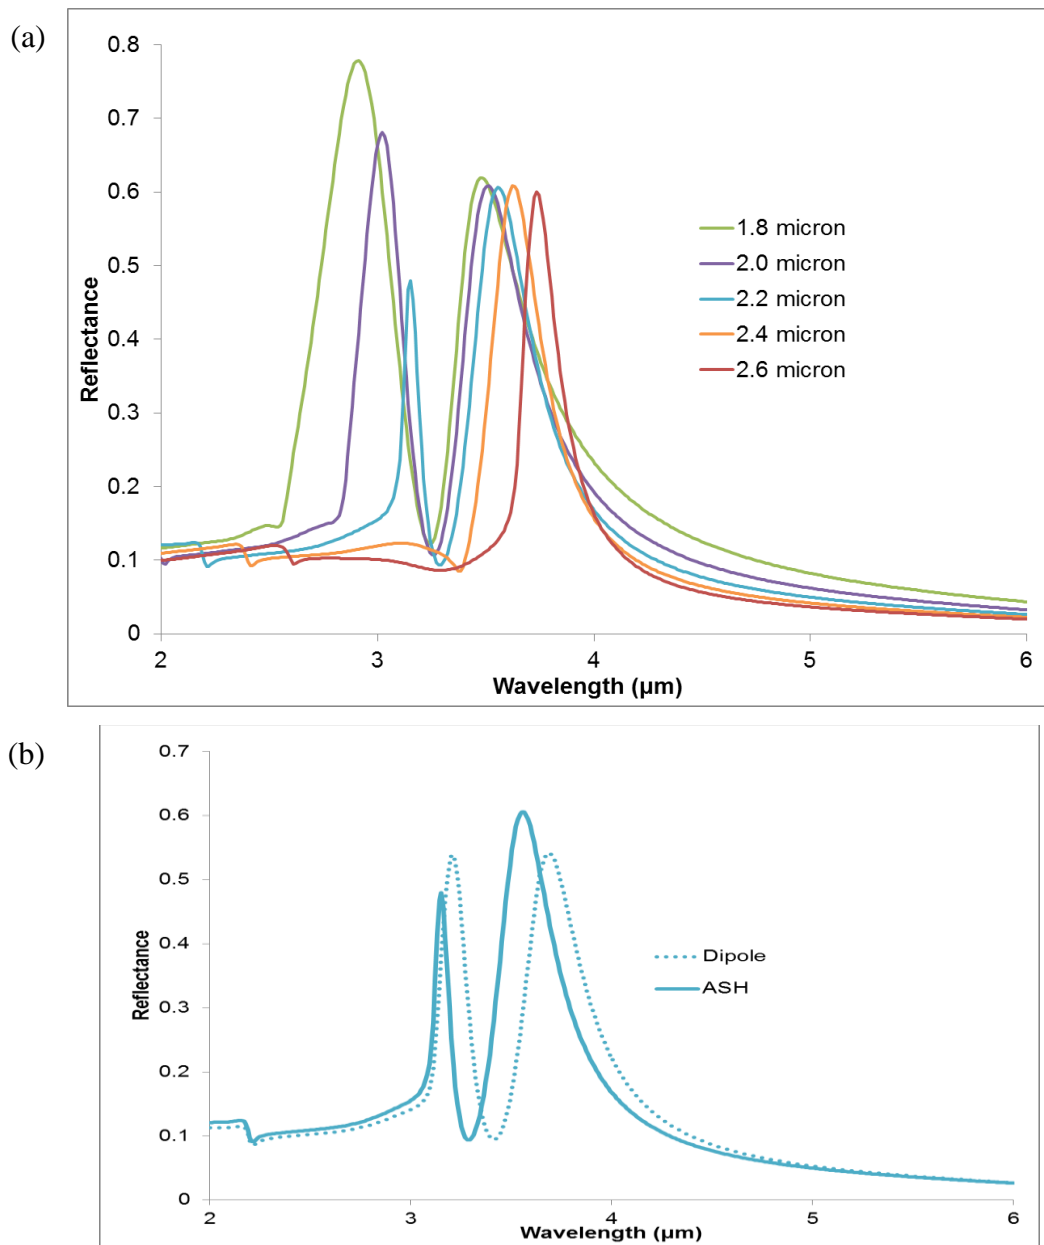 (a)
0.8
0.7
0.6
0.5
0.4
0.3
0.2
0.1
0
Reflectance
1.8 micron
2.0 micron
2.2 micron
2.4 micron
2.6 micron
2 3 4 5 6
Wavelength (µm)
(b)
0.7
0.6
0.5
0.4
0.3
0.2
0.1
0
Reflectance
Dipole
ASH
2 3 4 5 6
Wavelength (µm)